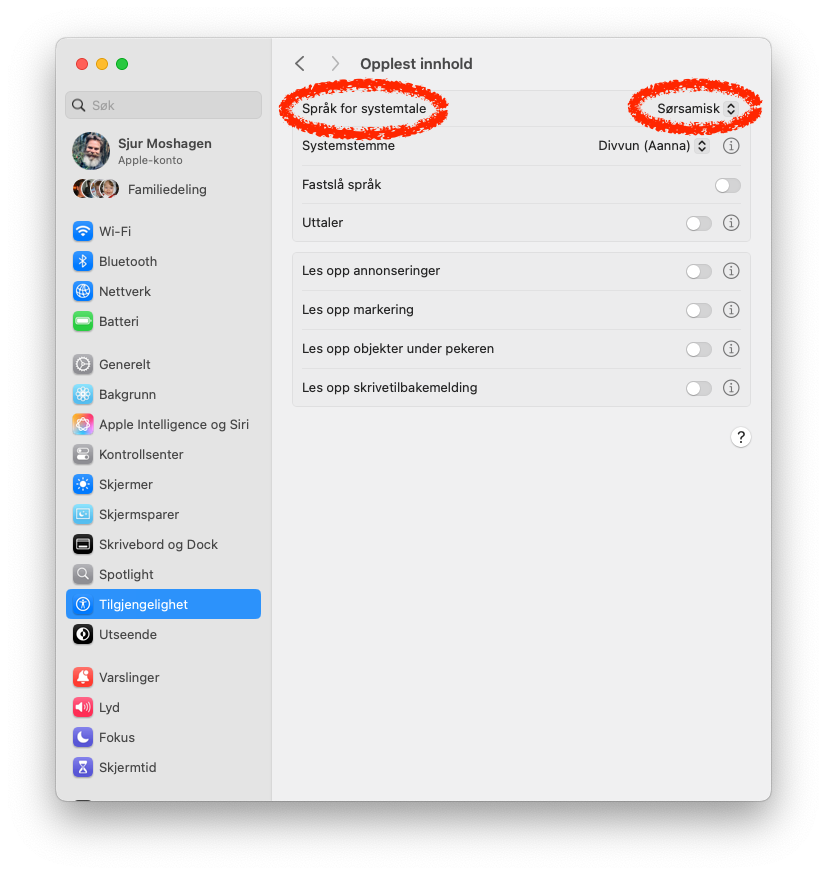 Opplest innhold
Søk
Sjur Moshagen
Apple-konto
Familiedeling
Wi-Fi
Bluetooth
Nettverk
Batteri
Generelt
Bakgrunn
Apple Intelligence og Siri
Kontrollsenter
Skjermer
Skjermsparer
Skrivebord og Dock
Spotlight
Tilgjengelighet
Utseende
Varslinger
Lyd
Fokus
Skjermtid
Språk for systemtale Sørsamisk
Systemstemme Divvun (Aanna)
Fastslå språk
Uttaler
Les opp annonseringer
Les opp markering
Les opp objekter under pekeren
Les opp skrivetilbakemelding
?